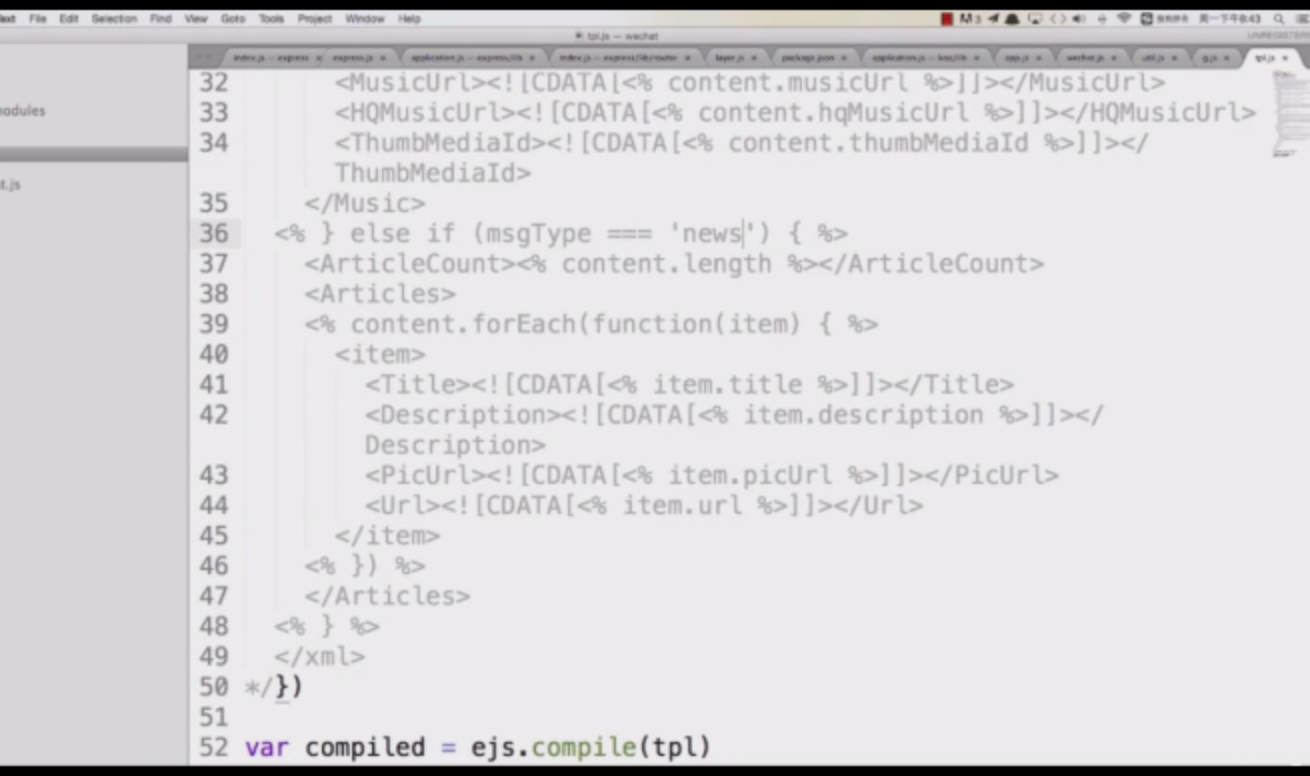 File Edit Selection Find View Goto Tools Project Window Help
tpl.js — wechat
index.js — express express.js application.js — express/lib index.js — express/lib/router layer.js package.json application.js — koa/lib app.js wechat.js util.js g.js tpl.js
odules
t.js
32 <MusicUrl><![CDATA[<% content.musicUrl %>]]></MusicUrl>
33 <HQMusicUrl><![CDATA[<% content.hqMusicUrl %>]]></HQMusicUrl>
34 <ThumbMediaId><![CDATA[<% content.thumbMediaId %>]]></
ThumbMediaId>
35 </Music>
36 <% } else if (msgType === 'news') { %>
37 <ArticleCount><% content.length %></ArticleCount>
38 <Articles>
39 <% content.forEach(function(item) { %>
40 <item>
41 <Title><![CDATA[<% item.title %>]]></Title>
42 <Description><![CDATA[<% item.description %>]]></
Description>
43 <PicUrl><![CDATA[<% item.picUrl %>]]></PicUrl>
44 <Url><![CDATA[<% item.url %>]]></Url>
45 </item>
46 <% }) %>
47 </Articles>
48 <% } %>
49 </xml>
50 */})
51
52 var compiled = ejs.compile(tpl)